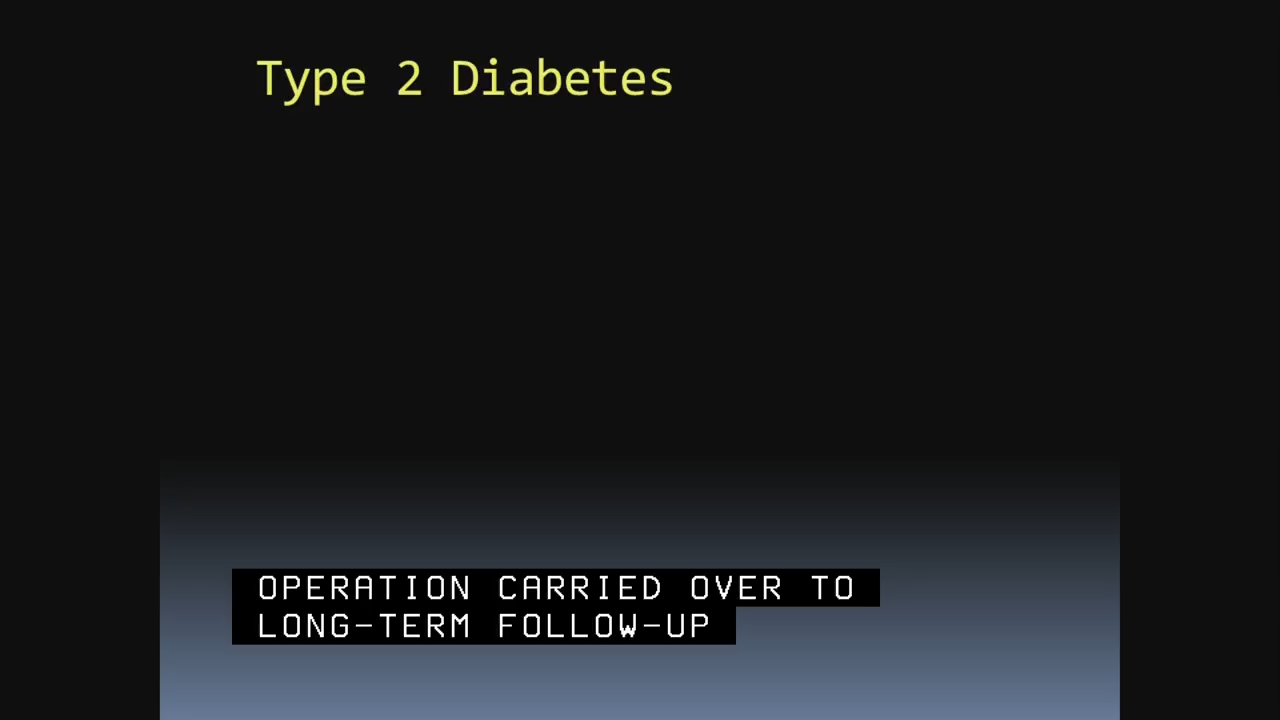 Type 2 Diabetes
OPERATION CARRIED OVER TO
LONG-TERM FOLLOW-UP